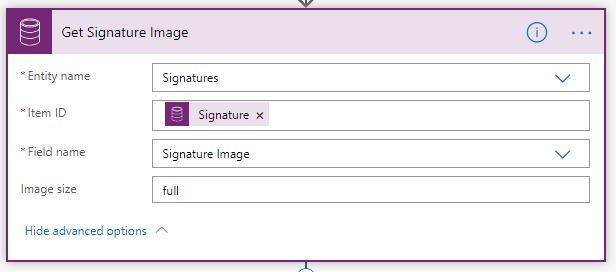 Get Signature Image
* Entity name Signatures
* Item ID Signature ×
* Field name Signature Image
Image size full
Hide advanced options